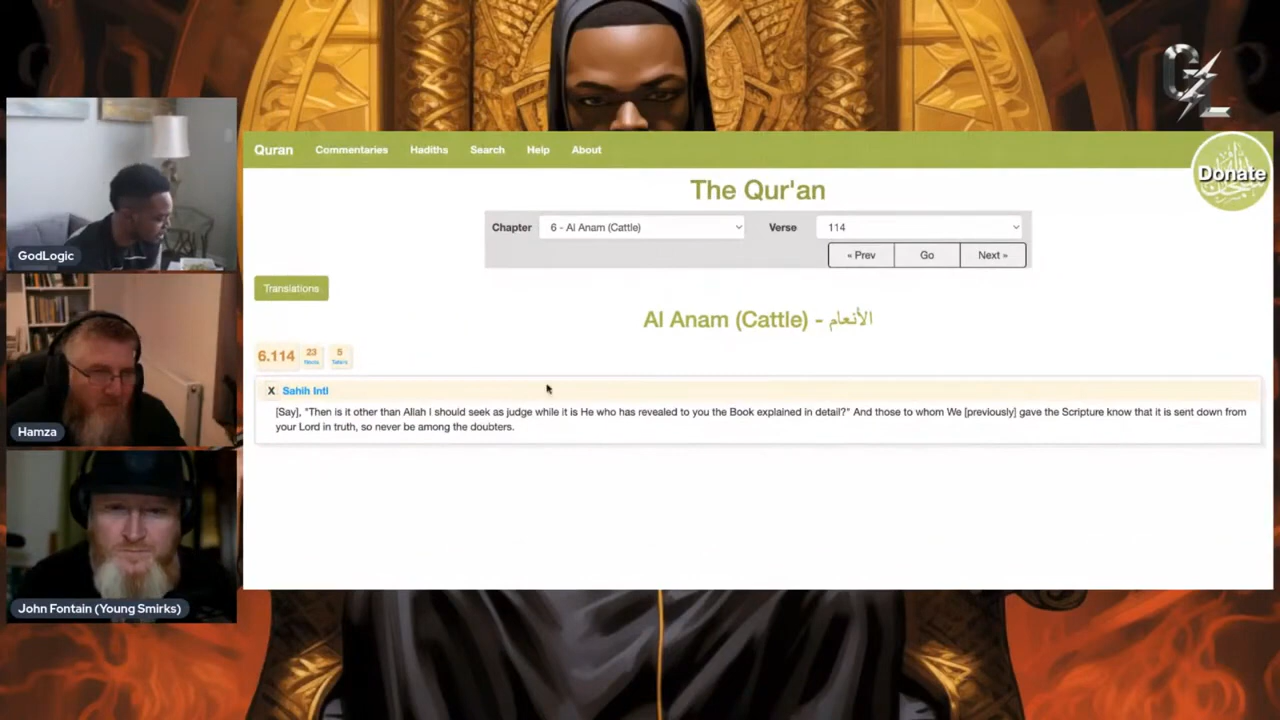 GodLogic
Hamza
John Fontain (Young Smirks)
Quran Commentaries Hadiths Search Help About
Donate
The Qur'an
Chapter 6 - Al Anam (Cattle) Verse 114
« Prev Go Next »
Translations
Al Anam (Cattle) - الأنعام
6.114 23 5
X Sahih Intl
[Say], "Then is it other than Allah I should seek as judge while it is He who has revealed to you the Book explained in detail?" And those to whom We [previously] gave the Scripture know that it is sent down from
your Lord in truth, so never be among the doubters.